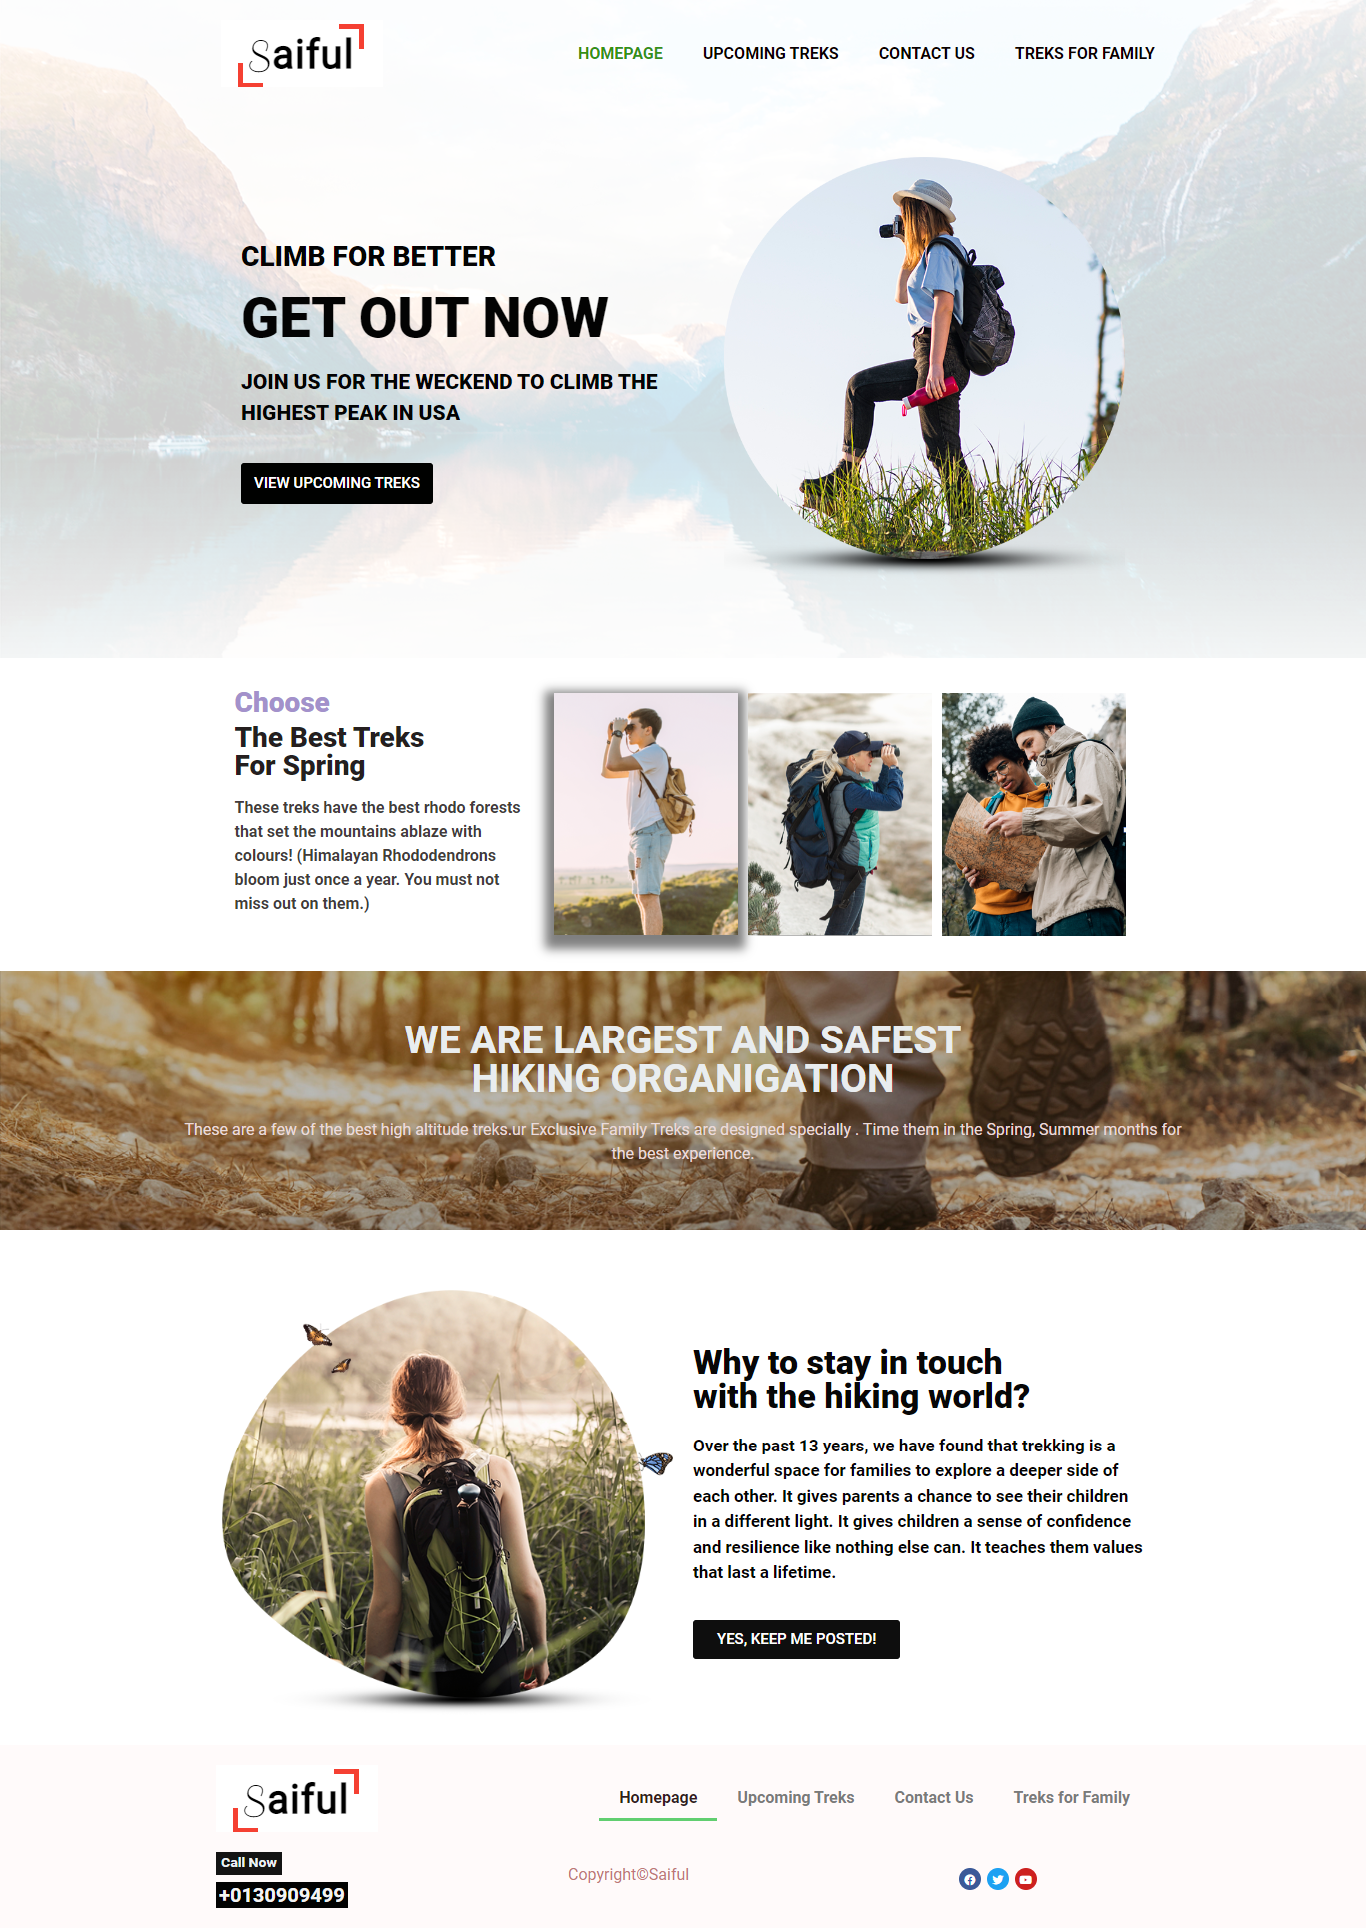 Saiful
HOMEPAGE
UPCOMING TREKS
CONTACT US
TREKS FOR FAMILY
CLIMB FOR BETTER
GET OUT NOW
JOIN US FOR THE WECKEND TO CLIMB THE
HIGHEST PEAK IN USA
VIEW UPCOMING TREKS
Choose
The Best Treks
For Spring
These treks have the best rhodo forests
that set the mountains ablaze with
colours! (Himalayan Rhododendrons
bloom just once a year. You must not
miss out on them.)
WE ARE LARGEST AND SAFEST
HIKING ORGANIGATION
These are a few of the best high altitude treks.ur Exclusive Family Treks are designed specially . Time them in the Spring, Summer months for
the best experience.
Why to stay in touch
with the hiking world?
Over the past 13 years, we have found that trekking is a
wonderful space for families to explore a deeper side of
each other. It gives parents a chance to see their children
in a different light. It gives children a sense of confidence
and resilience like nothing else can. It teaches them values
that last a lifetime.
YES, KEEP ME POSTED!
Saiful
Homepage
Upcoming Treks
Contact Us
Treks for Family
Call Now
+0130909499
Copyright©Saiful